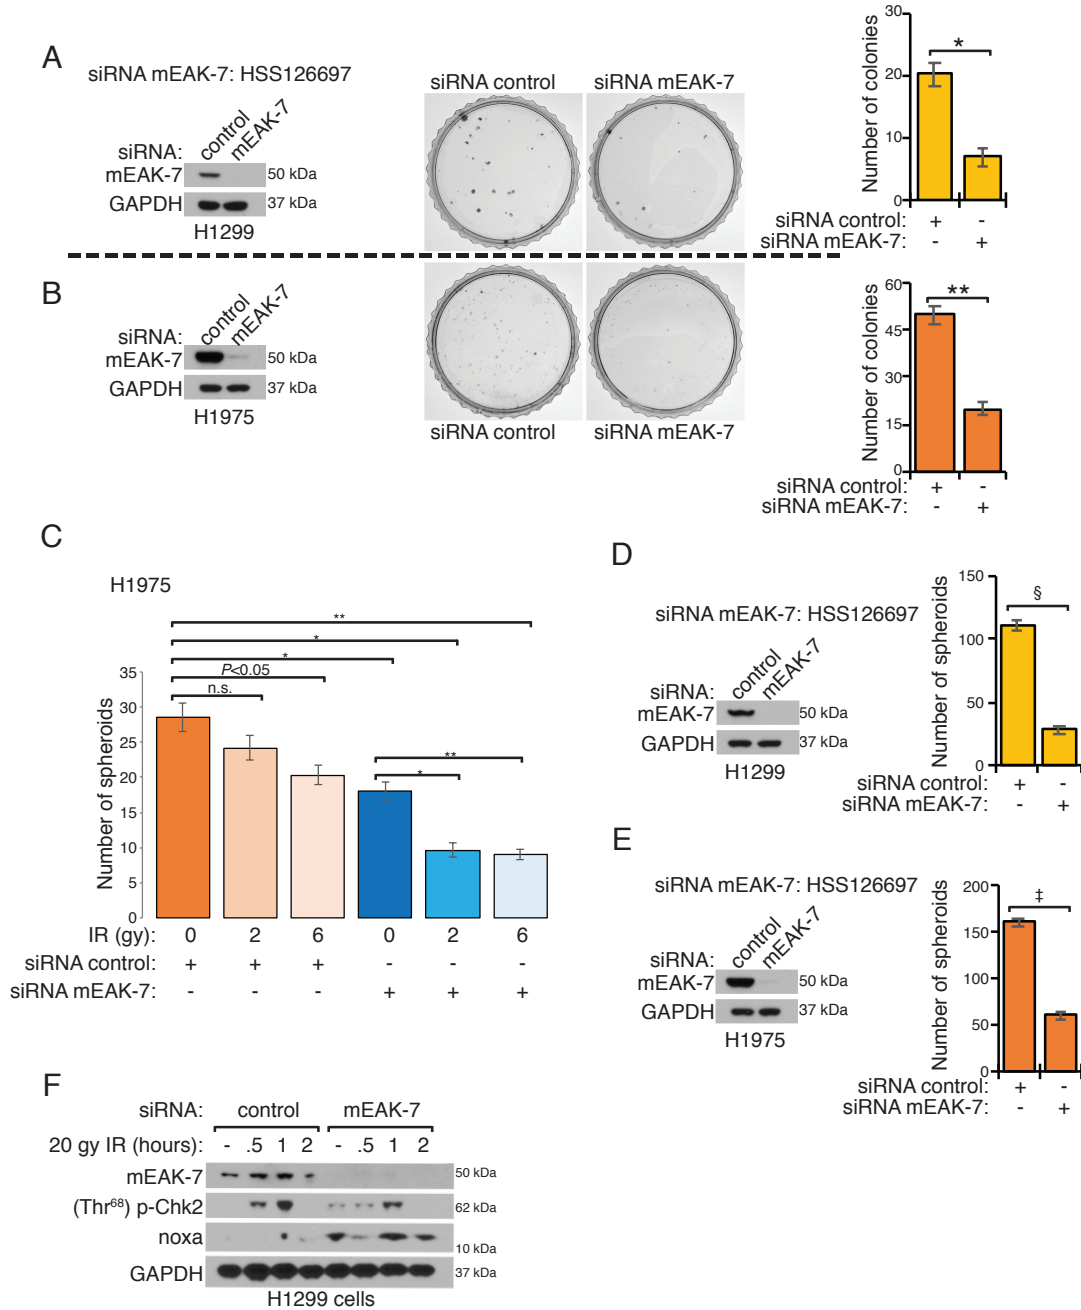 A
siRNA mEAK-7: HSS126697
siRNA:
control
mEAK-7
mEAK-7
50 kDa
GAPDH
37 kDa
H1299
siRNA control
siRNA mEAK-7
Number of colonies
30
20
10
0
*
siRNA control: + -
siRNA mEAK-7: - +
B
siRNA:
control
mEAK-7
mEAK-7
50 kDa
GAPDH
37 kDa
H1975
siRNA control
siRNA mEAK-7
Number of colonies
60
45
30
15
0
**
siRNA control: + -
siRNA mEAK-7: - +
C
H1975
**
*
*
P<0.05
n.s.
**
*
Number of spheroids
35
30
25
20
15
10
5
0
IR (gy): 0 2 6 0 2 6
siRNA control: + + + - - -
siRNA mEAK-7: - - - + + +
D
siRNA mEAK-7: HSS126697
siRNA:
control
mEAK-7
mEAK-7
50 kDa
GAPDH
37 kDa
H1299
Number of spheroids
150
100
50
0
§
siRNA control: + -
siRNA mEAK-7: - +
E
siRNA mEAK-7: HSS126697
siRNA:
control
mEAK-7
mEAK-7
50 kDa
GAPDH
37 kDa
H1975
Number of spheroids
200
150
100
50
0
‡
siRNA control: + -
siRNA mEAK-7: - +
F
siRNA: control mEAK-7
20 gy IR (hours): - .5 1 2 - .5 1 2
mEAK-7
50 kDa
(Thr⁶⁸) p-Chk2
62 kDa
noxa
10 kDa
GAPDH
37 kDa
H1299 cells